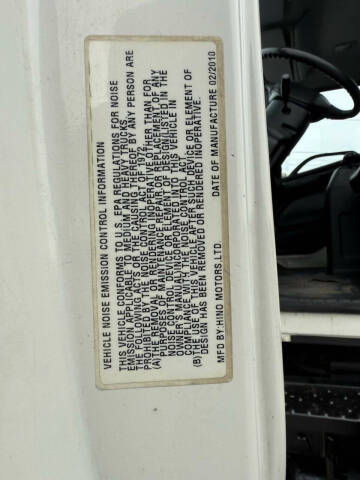 VEHICLE NOISE EMISSION CONTROL INFORMATION
THIS VEHICLE CONFORMS TO U.S. EPA REGULATIONS FOR NOISE
EMISSION APPLICABLE TO MEDIUM AND HEAVY TRUCKS.
THE FOLLOWING ACTS OR THE CAUSING THEREOF BY ANY PERSON ARE
PROHIBITED BY THE NOISE CONTROL ACT OF 1972.
(A) THE REMOVAL OR RENDERING INOPERATIVE, OTHER THAN FOR
PURPOSES OF MAINTENANCE, REPAIR, OR REPLACEMENT, OF ANY
NOISE CONTROL DEVICE OR ELEMENT OF DESIGN (LISTED IN THE
OWNER'S MANUAL) INCORPORATED INTO THIS VEHICLE IN
COMPLIANCE WITH THE NOISE CONTROL ACT;
(B) THE USE OF THIS VEHICLE AFTER SUCH DEVICE OR ELEMENT OF
DESIGN HAS BEEN REMOVED OR RENDERED INOPERATIVE.
MFD BY: HINO MOTORS LTD. DATE OF MANUFACTURE 02/2010